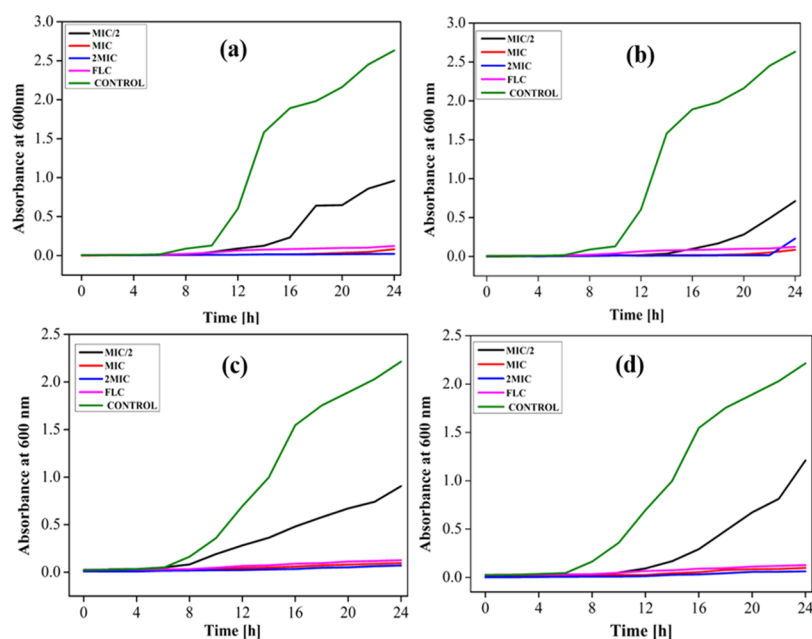 (a)
MIC/2
MIC
2MIC
FLC
CONTROL
Absorbance at 600nm
3.0
2.5
2.0
1.5
1.0
0.5
0.0
0 4 8 12 16 20 24
Time [h]
(b)
MIC/2
MIC
2MIC
FLC
CONTROL
Absorbance at 600 nm
3.0
2.5
2.0
1.5
1.0
0.5
0.0
0 4 8 12 16 20 24
Time [h]
(c)
MIC/2
MIC
2MIC
FLC
CONTROL
Absorbance at 600 nm
2.5
2.0
1.5
1.0
0.5
0.0
0 4 8 12 16 20 24
Time [h]
(d)
MIC/2
MIC
2MIC
FLC
CONTROL
Absorbance at 600 nm
2.5
2.0
1.5
1.0
0.5
0.0
0 4 8 12 16 20 24
Time [h]